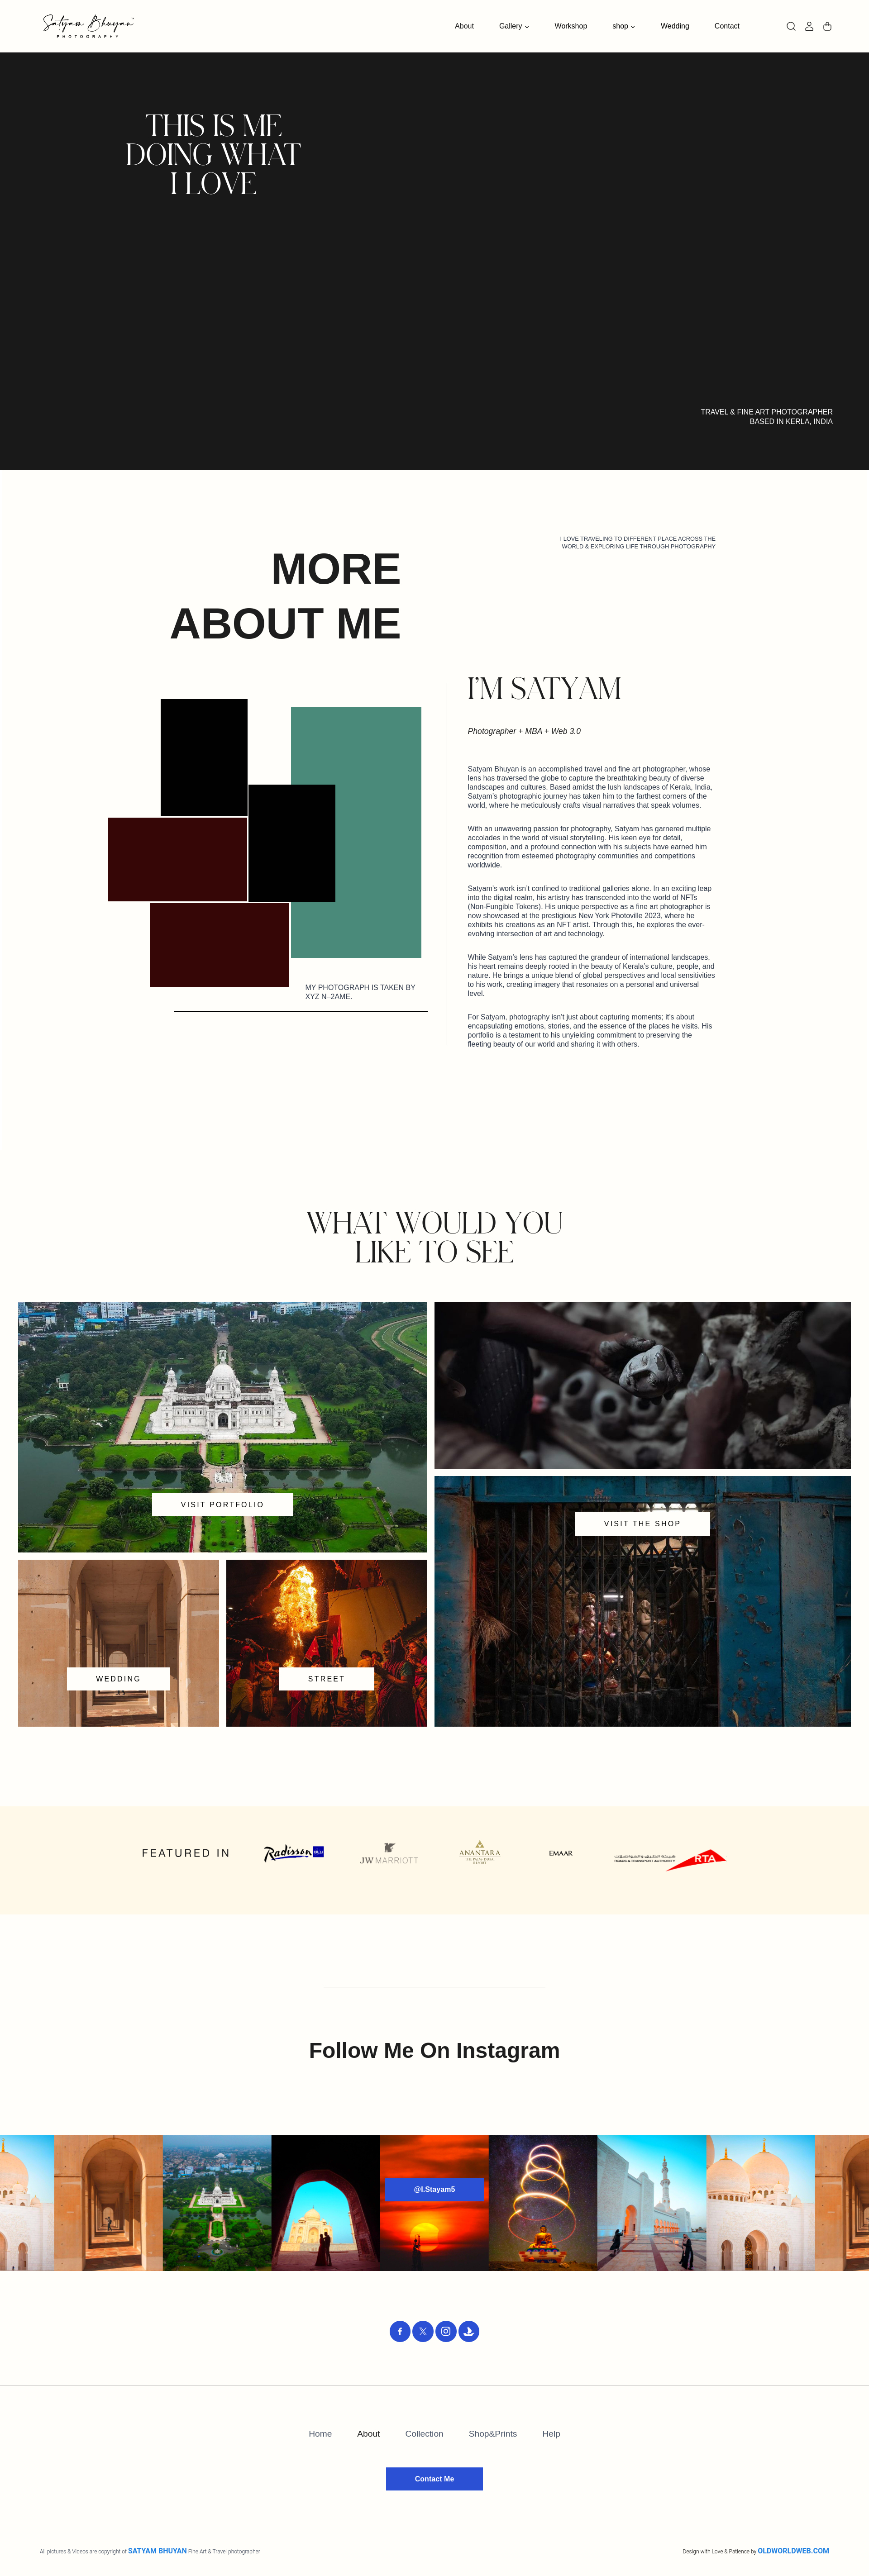 Satyam Bhuyan
PHOTOGRAPHY
About Gallery Workshop shop Wedding Contact
THIS IS ME
DOING WHAT
I LOVE
TRAVEL & FINE ART PHOTOGRAPHER
BASED IN KERLA, INDIA
MORE
ABOUT ME
I LOVE TRAVELING TO DIFFERENT PLACE ACROSS THE
WORLD & EXPLORING LIFE THROUGH PHOTOGRAPHY
MY PHOTOGRAPH IS TAKEN BY
XYZ N–2AME.
I'M SATYAM
Photographer + MBA + Web 3.0
Satyam Bhuyan is an accomplished travel and fine art photographer, whose
lens has traversed the globe to capture the breathtaking beauty of diverse
landscapes and cultures. Based amidst the lush landscapes of Kerala, India,
Satyam's photographic journey has taken him to the farthest corners of the
world, where he meticulously crafts visual narratives that speak volumes.
With an unwavering passion for photography, Satyam has garnered multiple
accolades in the world of visual storytelling. His keen eye for detail,
composition, and a profound connection with his subjects have earned him
recognition from esteemed photography communities and competitions
worldwide.
Satyam's work isn't confined to traditional galleries alone. In an exciting leap
into the digital realm, his artistry has transcended into the world of NFTs
(Non-Fungible Tokens). His unique perspective as a fine art photographer is
now showcased at the prestigious New York Photoville 2023, where he
exhibits his creations as an NFT artist. Through this, he explores the ever-
evolving intersection of art and technology.
While Satyam's lens has captured the grandeur of international landscapes,
his heart remains deeply rooted in the beauty of Kerala's culture, people, and
nature. He brings a unique blend of global perspectives and local sensitivities
to his work, creating imagery that resonates on a personal and universal
level.
For Satyam, photography isn't just about capturing moments; it's about
encapsulating emotions, stories, and the essence of the places he visits. His
portfolio is a testament to his unyielding commitment to preserving the
fleeting beauty of our world and sharing it with others.
WHAT WOULD YOU
LIKE TO SEE
VISIT PORTFOLIO
VISIT THE SHOP
WEDDING
STREET
FEATURED IN
Radisson BLU
JW MARRIOTT
ANANTARA
EMAAR
ROADS & TRANSPORT AUTHORITY
RTA
Follow Me On Instagram
@I.Stayam5
Home About Collection Shop&Prints Help
Contact Me
All pictures & Videos are copyright of SATYAM BHUYAN Fine Art & Travel photographer
Design with Love & Patience by OLDWORLDWEB.COM